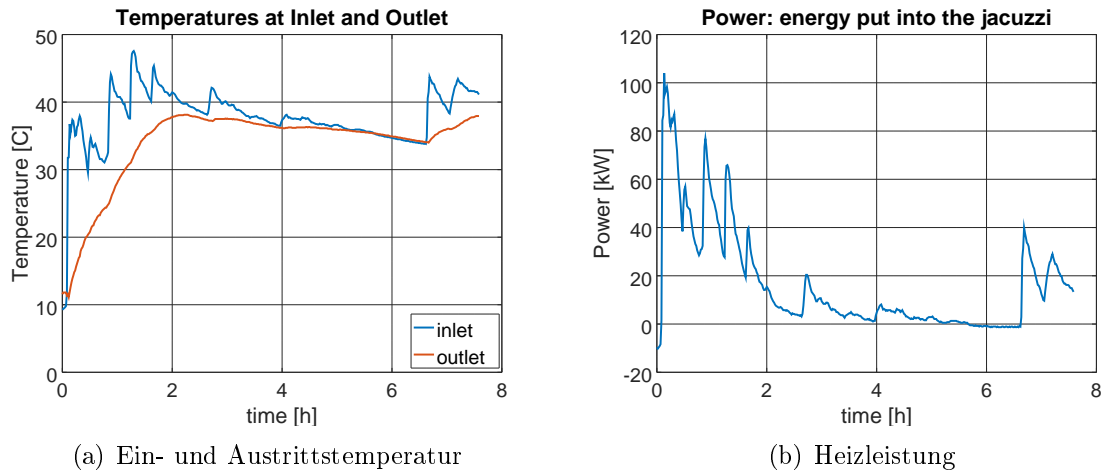 Temperatures at Inlet and Outlet
50
40
30
20
10
0
Temperature [C]
inlet
outlet
0 2 4 6 8
time [h]
(a) Ein- und Austrittstemperatur
Power: energy put into the jacuzzi
120
100
80
60
40
20
0
-20
Power [kW]
0 2 4 6 8
time [h]
(b) Heizleistung